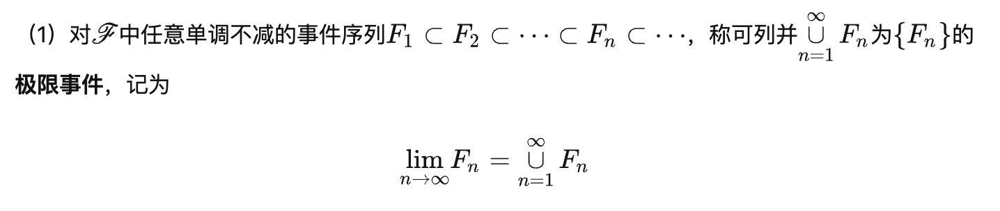 （1）对$\mathscr{F}$中任意单调不减的事件序列$F_1 \subset F_2 \subset \cdots \subset F_n \subset \cdots$，称可列并$\underset{n=1}{\overset{\infty}{\cup}} F_n$为$\{F_n\}$的
极限事件，记为
$\lim_{n \to \infty} F_n = \underset{n=1}{\overset{\infty}{\cup}} F_n$